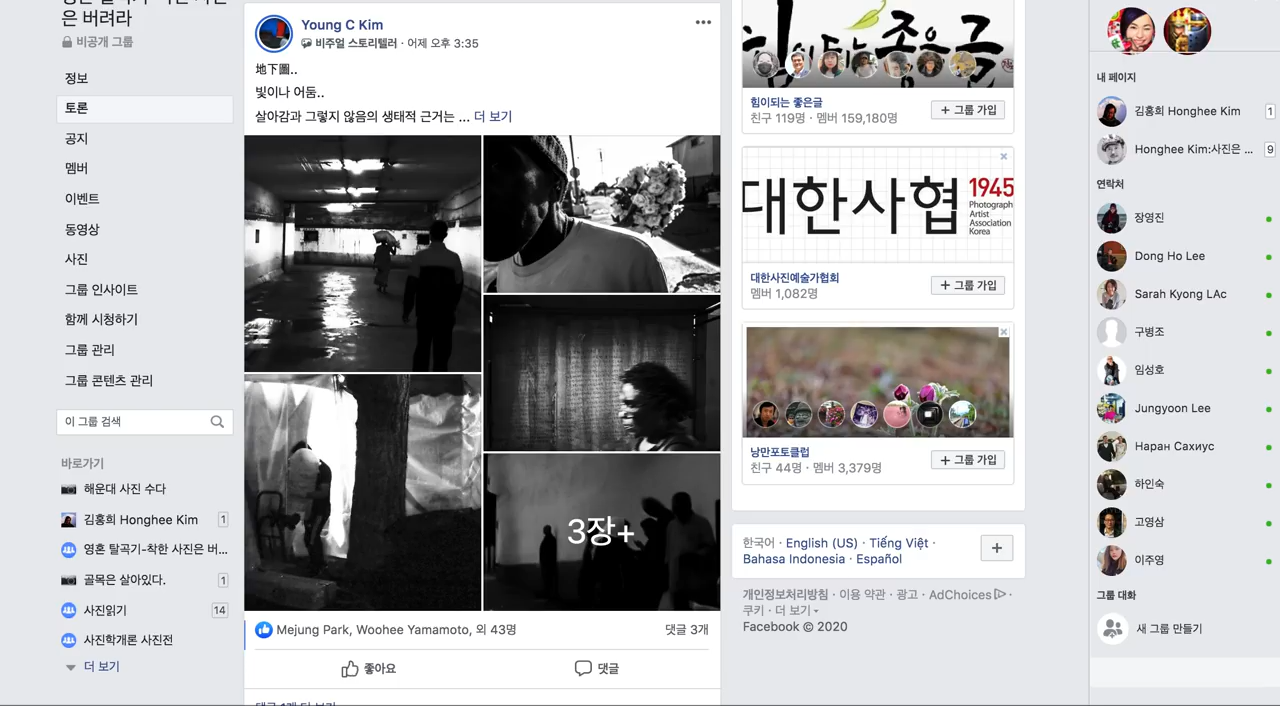 은 버려라
비공개 그룹
정보
토론
공지
멤버
이벤트
동영상
사진
그룹 인사이트
함께 시청하기
그룹 관리
그룹 콘텐츠 관리
이 그룹 검색
바로가기
해운대 사진 수다
김홍희 Honghee Kim 1
영혼 탈곡기-착한 사진은 버...
골목은 살아있다. 1
사진읽기 14
사진학개론 사진전
더 보기
Young C Kim
비주얼 스토리텔러 · 어제 오후 3:35
地下圖..
빛이나 어둠..
살아감과 그렇지 않음의 생태적 근거는 ... 더 보기
3장+
Mejung Park, Woohee Yamamoto, 외 43명
댓글 3개
좋아요
댓글
힘이되는 좋은글
친구 119명 · 멤버 159,180명
+ 그룹 가입
대한사협
1945
Photograph
Artist
Association
Korea
대한사진예술가협회
멤버 1,082명
+ 그룹 가입
낭만포토클럽
친구 44명 · 멤버 3,379명
+ 그룹 가입
한국어 · English (US) · Tiếng Việt ·
Bahasa Indonesia · Español
개인정보처리방침 · 이용 약관 · 광고 · AdChoices ·
쿠키 · 더 보기
Facebook © 2020
내 페이지
김홍희 Honghee Kim 1
Honghee Kim:사진은 ... 9
연락처
장영진
Dong Ho Lee
Sarah Kyong LAc
구병조
임성호
Jungyoon Lee
Наран Сахиус
하인숙
고영삼
이주영
그룹 대화
새 그룹 만들기